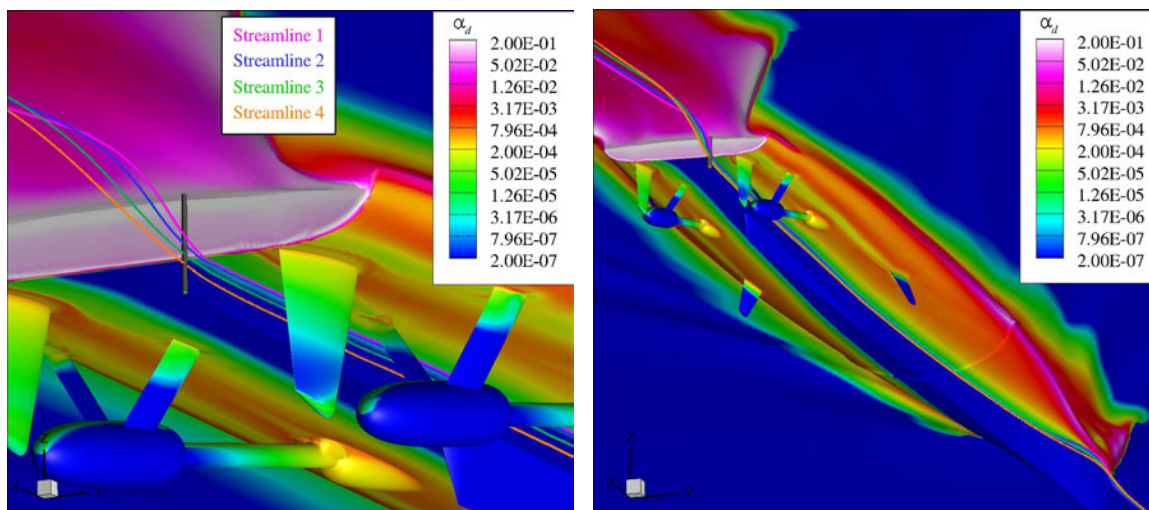 Streamline 1
Streamline 2
Streamline 3
Streamline 4
α_d
2.00E-01
5.02E-02
1.26E-02
3.17E-03
7.96E-04
2.00E-04
5.02E-05
1.26E-05
3.17E-06
7.96E-07
2.00E-07
Z
X
Y
α_d
2.00E-01
5.02E-02
1.26E-02
3.17E-03
7.96E-04
2.00E-04
5.02E-05
1.26E-05
3.17E-06
7.96E-07
2.00E-07
Z
X
Y